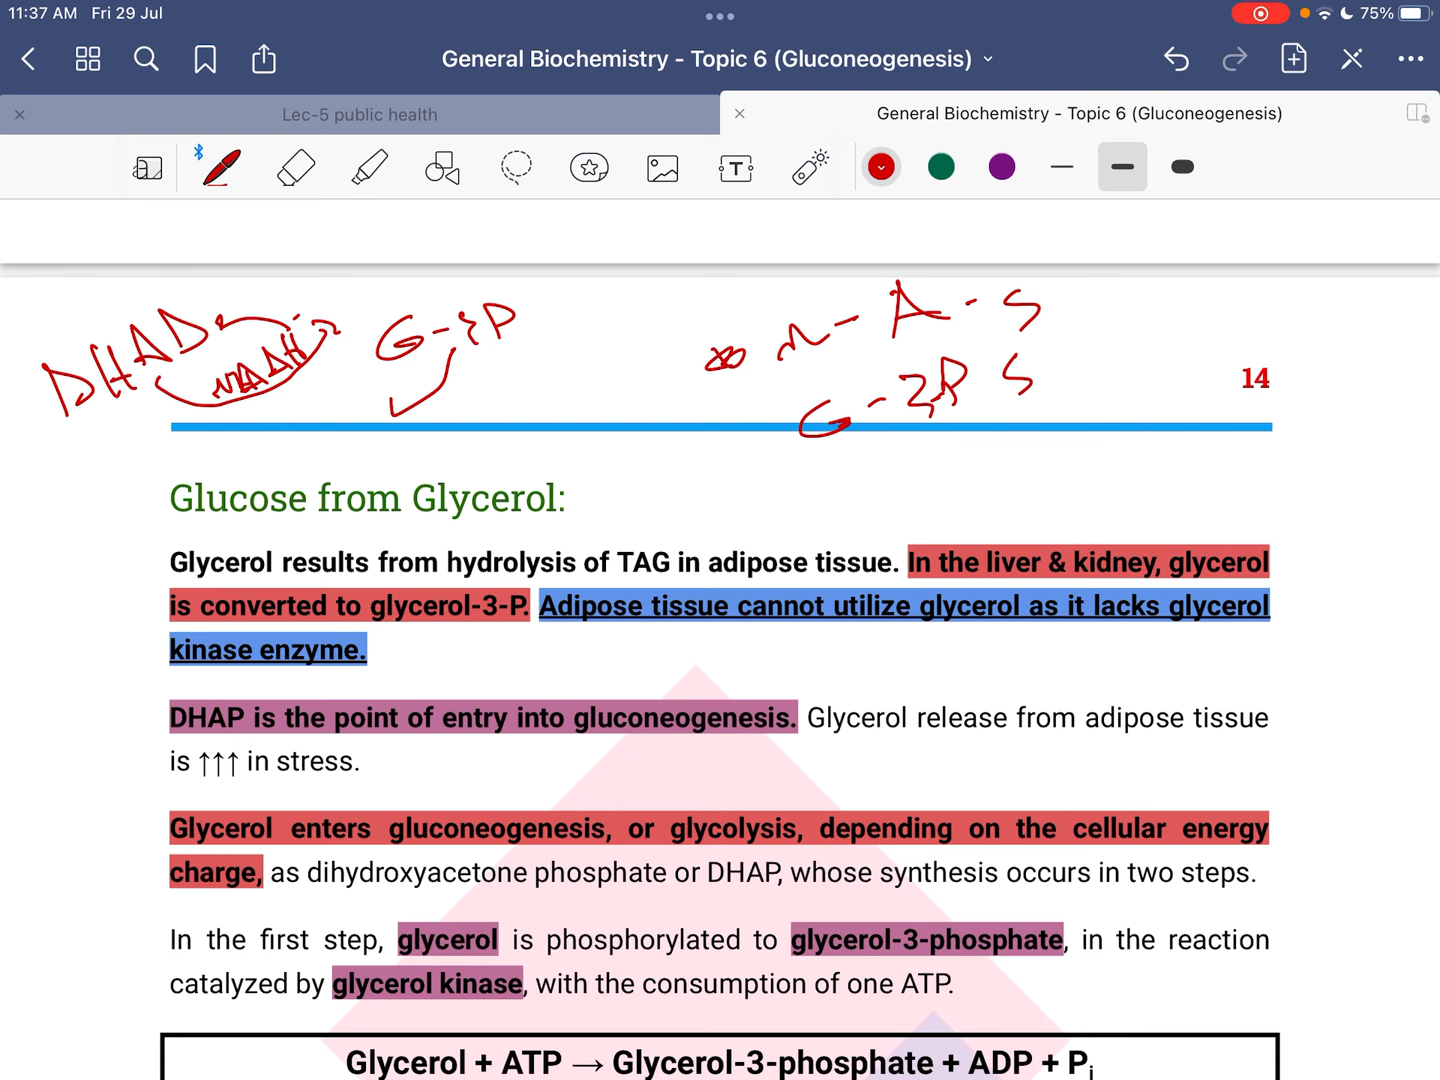 11:37 AM Fri 29 Jul
75%
General Biochemistry - Topic 6 (Gluconeogenesis)
Lec-5 public health
General Biochemistry - Topic 6 (Gluconeogenesis)
T
G-3P
M-A-S
G-3P S
14
Glucose from Glycerol:
Glycerol results from hydrolysis of TAG in adipose tissue. In the liver & kidney, glycerol
is converted to glycerol-3-P. Adipose tissue cannot utilize glycerol as it lacks glycerol
kinase enzyme.
DHAP is the point of entry into gluconeogenesis. Glycerol release from adipose tissue
is ↑↑↑ in stress.
Glycerol enters gluconeogenesis, or glycolysis, depending on the cellular energy
charge, as dihydroxyacetone phosphate or DHAP, whose synthesis occurs in two steps.
In the first step, glycerol is phosphorylated to glycerol-3-phosphate, in the reaction
catalyzed by glycerol kinase, with the consumption of one ATP.
Glycerol + ATP → Glycerol-3-phosphate + ADP + Pi